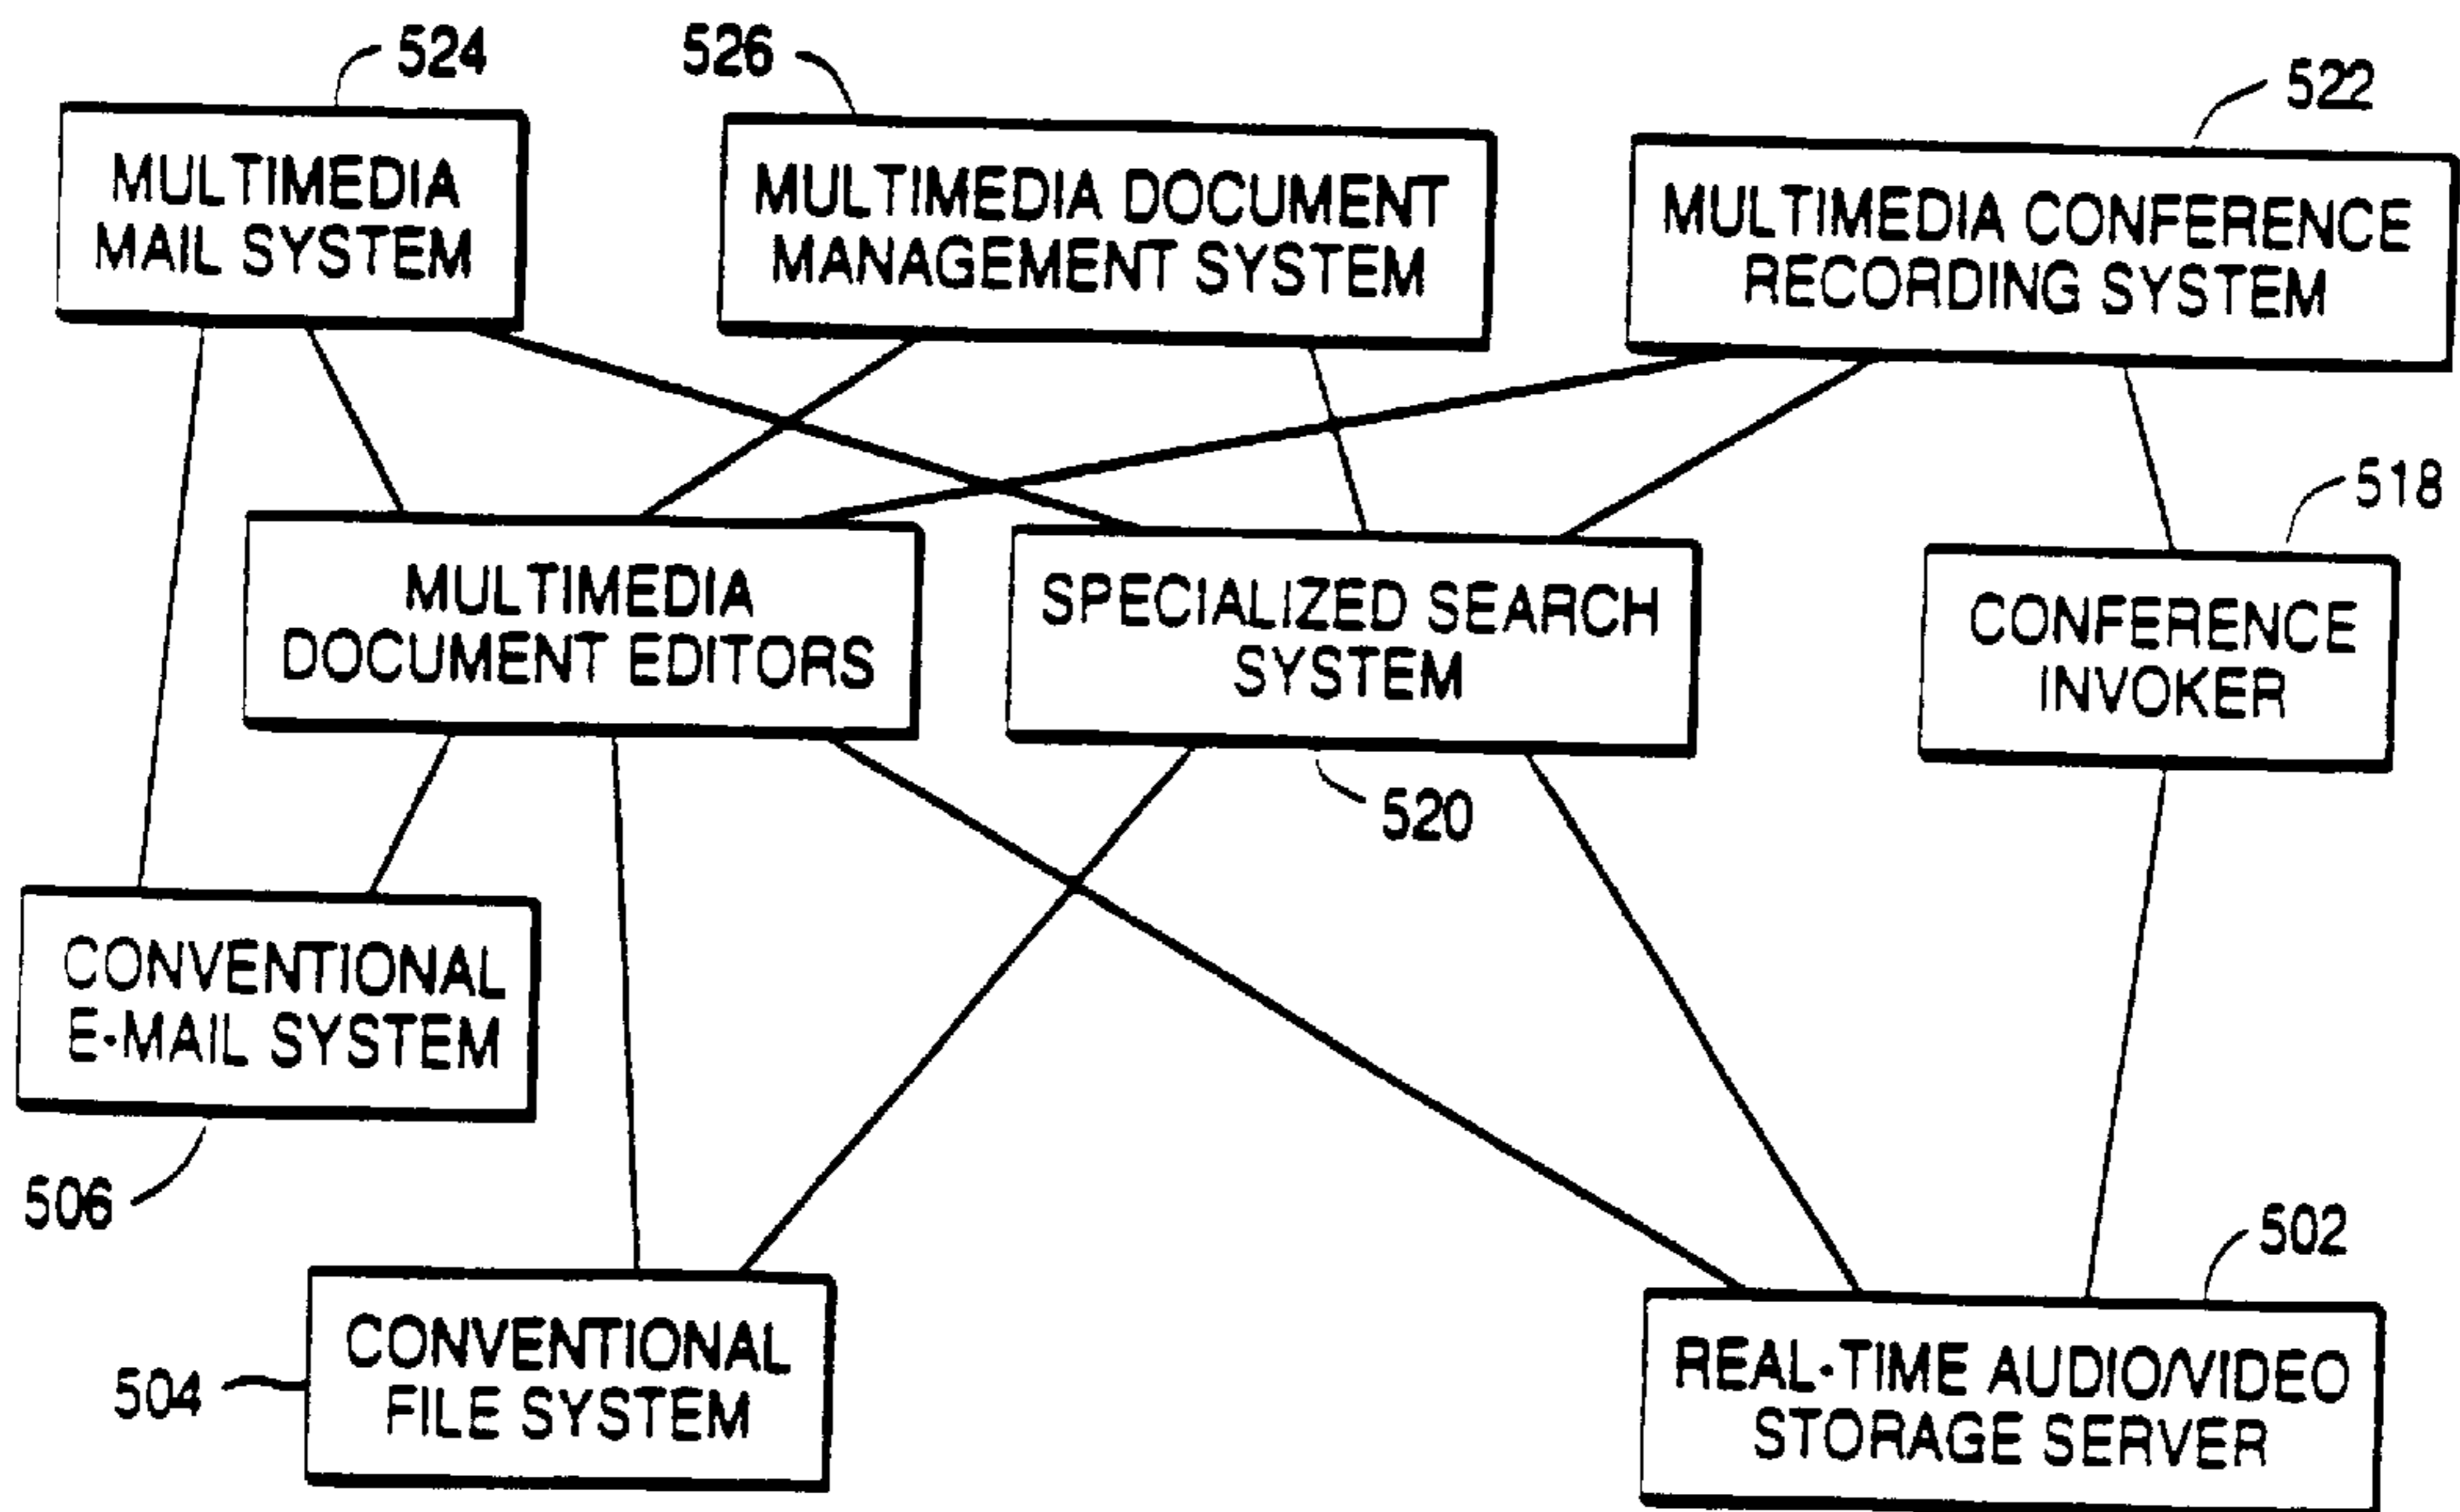 524
526
522
MULTIMEDIA
MAIL SYSTEM
MULTIMEDIA DOCUMENT
MANAGEMENT SYSTEM
MULTIMEDIA CONFERENCE
RECORDING SYSTEM
518
MULTIMEDIA
DOCUMENT EDITORS
SPECIALIZED SEARCH
SYSTEM
CONFERENCE
INVOKER
520
CONVENTIONAL
E-MAIL SYSTEM
506
502
504
CONVENTIONAL
FILE SYSTEM
REAL-TIME AUDIO/VIDEO
STORAGE SERVER